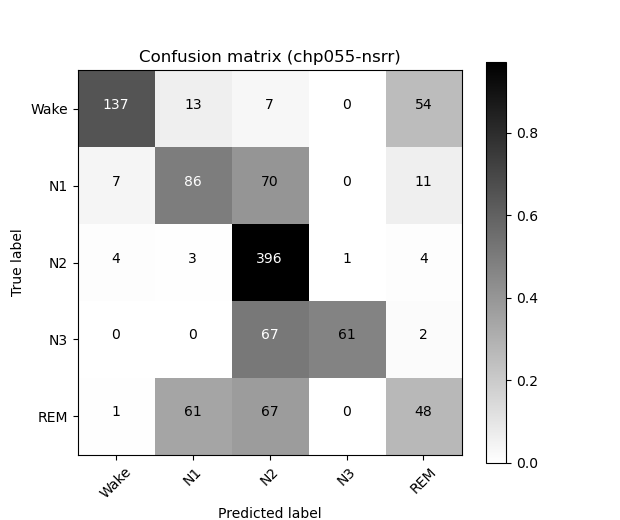 Confusion matrix (chp055-nsrr)
True label
Wake 137 13 7 0 54
N1 7 86 70 0 11
N2 4 3 396 1 4
N3 0 0 67 61 2
REM 1 61 67 0 48
Wake N1 N2 N3 REM
Predicted label
0.8
0.6
0.4
0.2
0.0